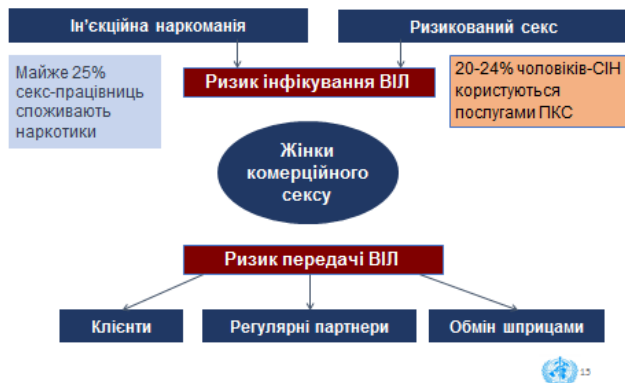 Ін’єкційна наркоманія
Ризикований секс
Майже 25%
секс-працівниць
споживають
наркотики
Ризик інфікування ВІЛ
20-24% чоловіків-СІН
користуються
послугами ПКС
Жінки
комерційного
сексу
Ризик передачі ВІЛ
Клієнти
Регулярні партнери
Обмін шприцами
15